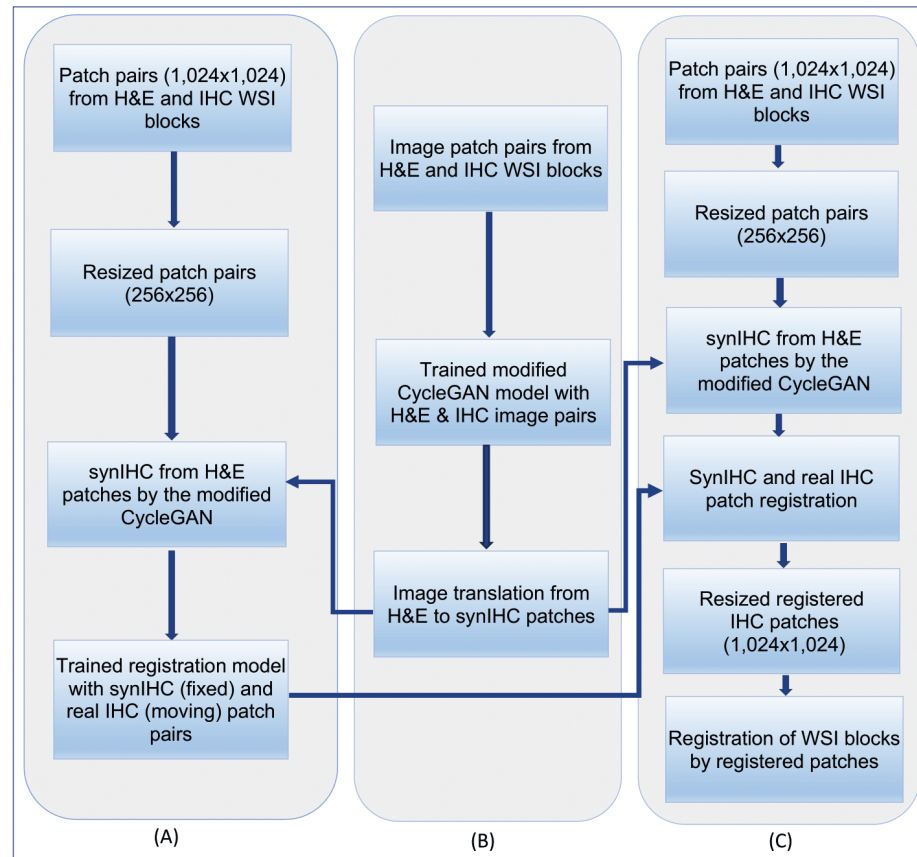 Patch pairs (1,024x1,024)
from H&E and IHC WSI
blocks
Resized patch pairs
(256x256)
synIHC from H&E
patches by the modified
CycleGAN
Trained registration model
with synIHC (fixed) and
real IHC (moving) patch
pairs
(A)
Image patch pairs from
H&E and IHC WSI blocks
Trained modified
CycleGAN model with
H&E & IHC image pairs
Image translation from
H&E to synIHC patches
(B)
Patch pairs (1,024x1,024)
from H&E and IHC WSI
blocks
Resized patch pairs
(256x256)
synIHC from H&E
patches by the
modified CycleGAN
SynIHC and real IHC
patch registration
Resized registered
IHC patches
(1,024x1,024)
Registration of WSI blocks
by registered patches
(C)